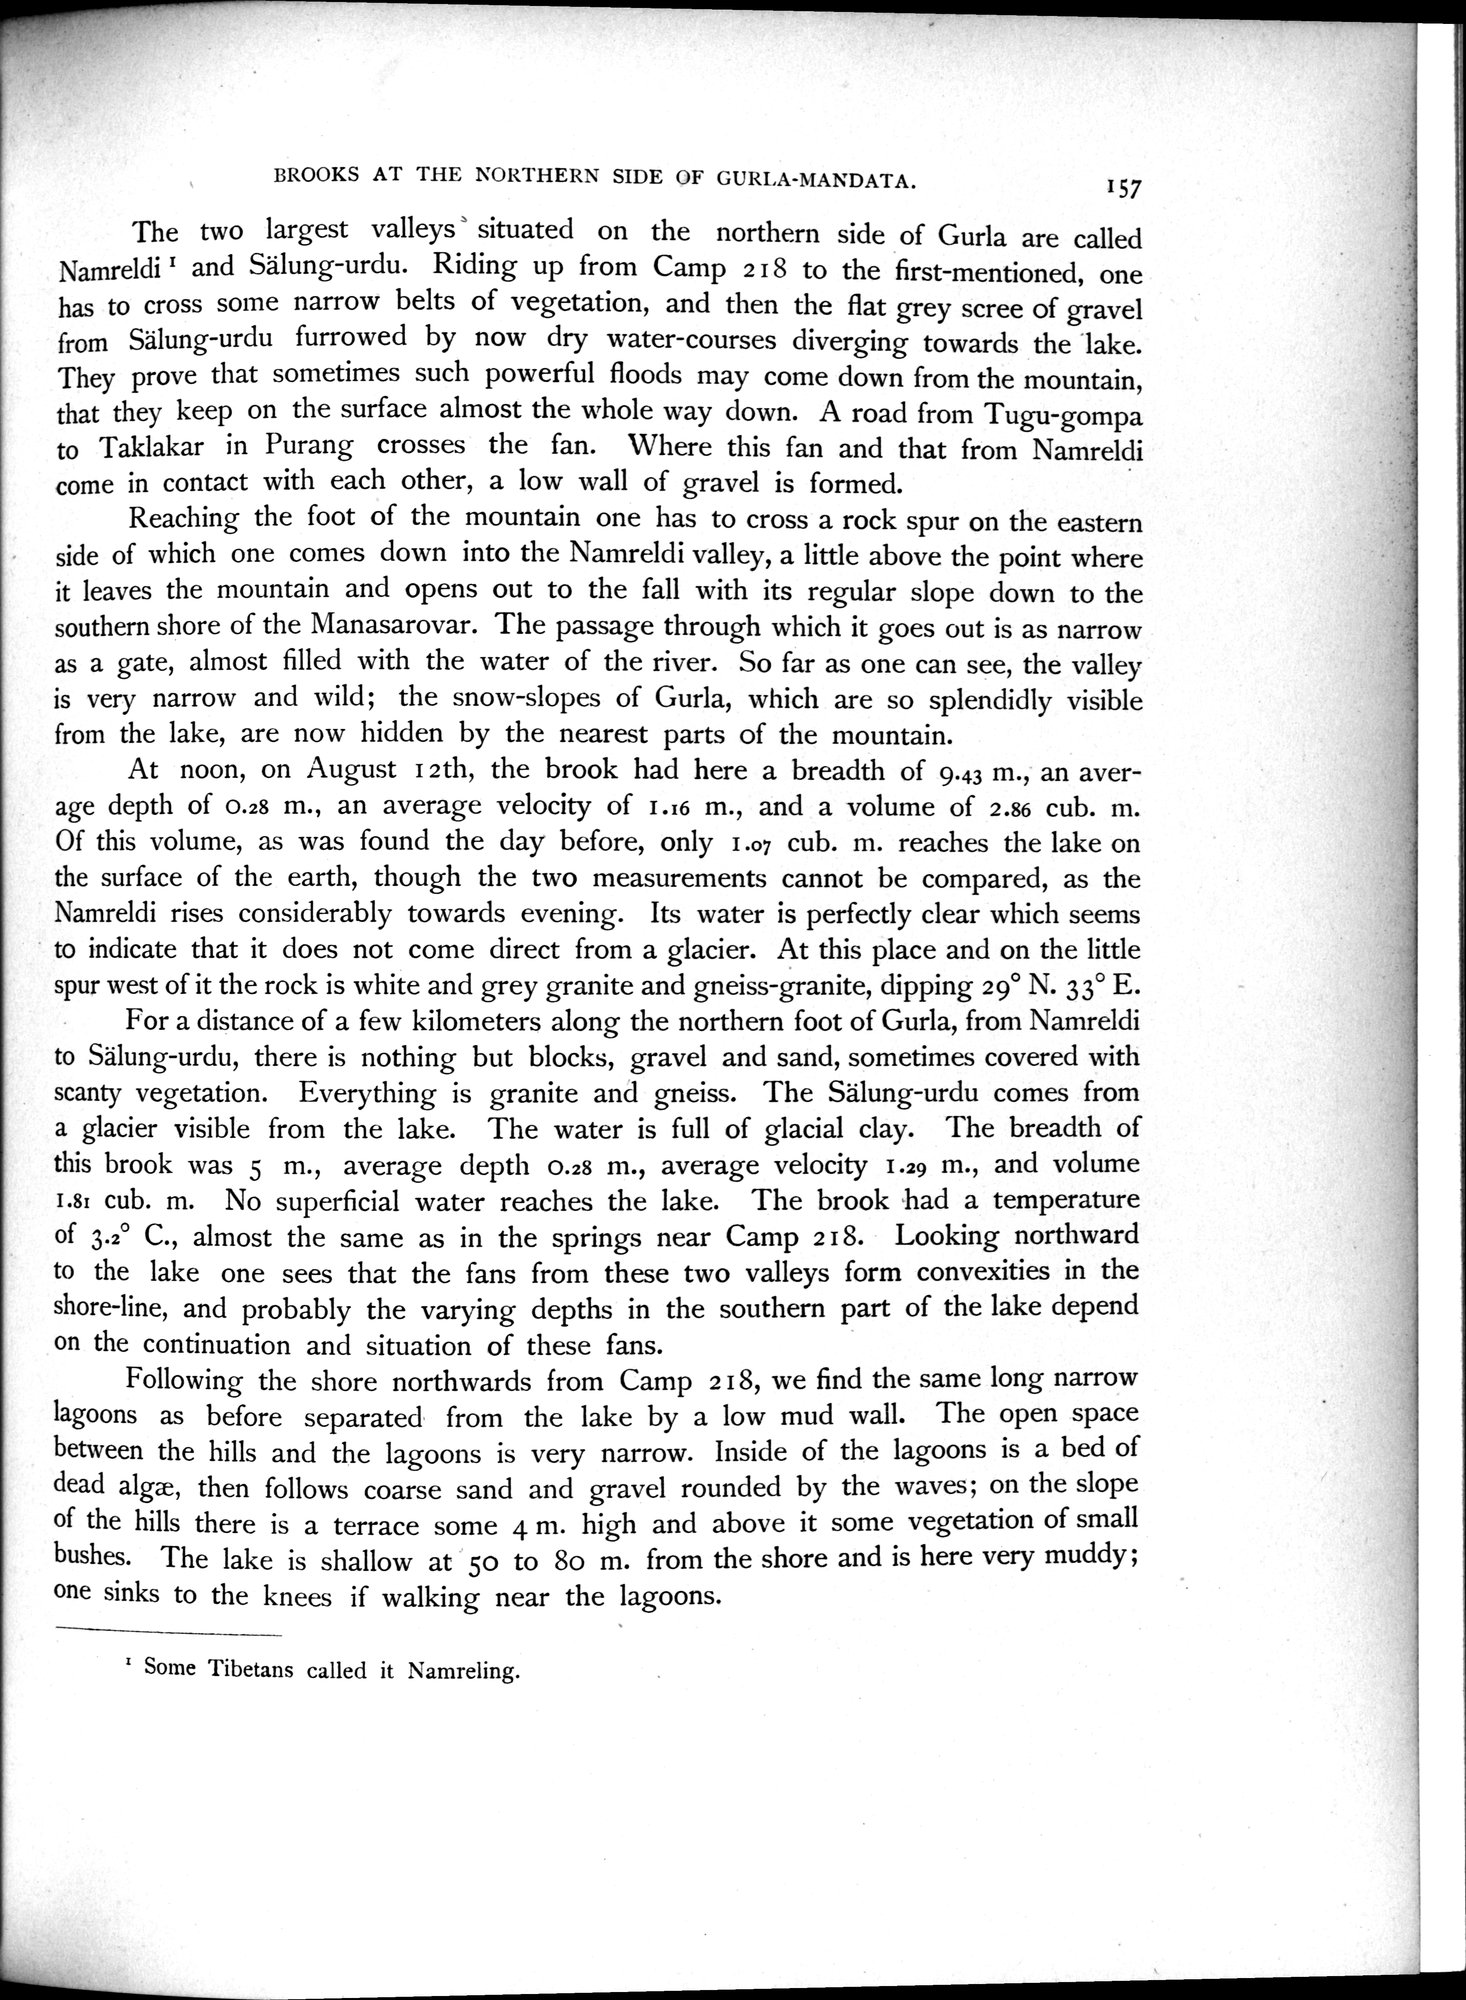 BROOKS AT THE NORTHERN SIDE OF GURLA-MANDATA.
157
The two largest valleys situated on the northern side of Gurla are called
Namreldi¹ and Sälung-urdu. Riding up from Camp 218 to the first-mentioned, one
has to cross some narrow belts of vegetation, and then the flat grey scree of gravel
from Sälung-urdu furrowed by now dry water-courses diverging towards the lake.
They prove that sometimes such powerful floods may come down from the mountain,
that they keep on the surface almost the whole way down. A road from Tugu-gompa
to Taklakar in Purang crosses the fan. Where this fan and that from Namreldi
come in contact with each other, a low wall of gravel is formed.
Reaching the foot of the mountain one has to cross a rock spur on the eastern
side of which one comes down into the Namreldi valley, a little above the point where
it leaves the mountain and opens out to the fall with its regular slope down to the
southern shore of the Manasarovar. The passage through which it goes out is as narrow
as a gate, almost filled with the water of the river. So far as one can see, the valley
is very narrow and wild; the snow-slopes of Gurla, which are so splendidly visible
from the lake, are now hidden by the nearest parts of the mountain.
At noon, on August 12th, the brook had here a breadth of 9.43 m., an aver-
age depth of 0.28 m., an average velocity of 1.16 m., and a volume of 2.86 cub. m.
Of this volume, as was found the day before, only 1.07 cub. m. reaches the lake on
the surface of the earth, though the two measurements cannot be compared, as the
Namreldi rises considerably towards evening. Its water is perfectly clear which seems
to indicate that it does not come direct from a glacier. At this place and on the little
spur west of it the rock is white and grey granite and gneiss-granite, dipping 29° N. 33° E.
For a distance of a few kilometers along the northern foot of Gurla, from Namreldi
to Sälung-urdu, there is nothing but blocks, gravel and sand, sometimes covered with
scanty vegetation. Everything is granite and gneiss. The Sälung-urdu comes from
a glacier visible from the lake. The water is full of glacial clay. The breadth of
this brook was 5 m., average depth 0.28 m., average velocity 1.29 m., and volume
1.81 cub. m. No superficial water reaches the lake. The brook had a temperature
of 3.2° C., almost the same as in the springs near Camp 218. Looking northward
to the lake one sees that the fans from these two valleys form convexities in the
shore-line, and probably the varying depths in the southern part of the lake depend
on the continuation and situation of these fans.
Following the shore northwards from Camp 218, we find the same long narrow
lagoons as before separated from the lake by a low mud wall. The open space
between the hills and the lagoons is very narrow. Inside of the lagoons is a bed of
dead algæ, then follows coarse sand and gravel rounded by the waves; on the slope
of the hills there is a terrace some 4 m. high and above it some vegetation of small
bushes. The lake is shallow at 50 to 80 m. from the shore and is here very muddy;
one sinks to the knees if walking near the lagoons.
¹ Some Tibetans called it Namreling.